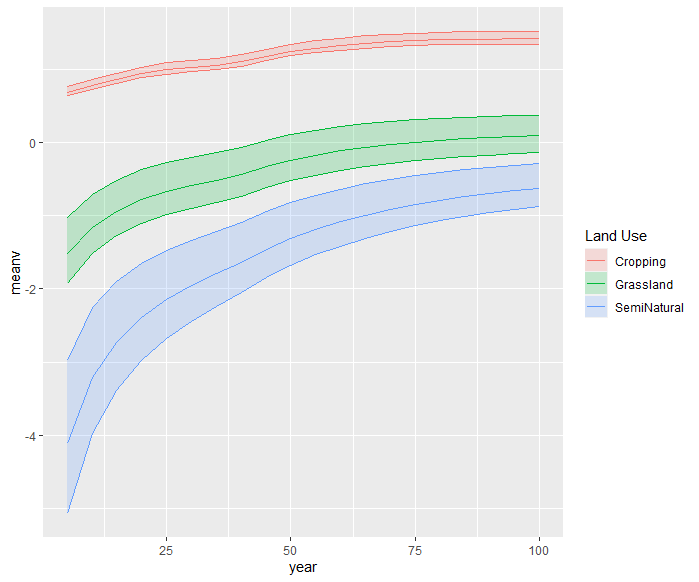 0
-2
-4
meanv
25
50
75
100
year
Land Use
Cropping
Grassland
SemiNatural